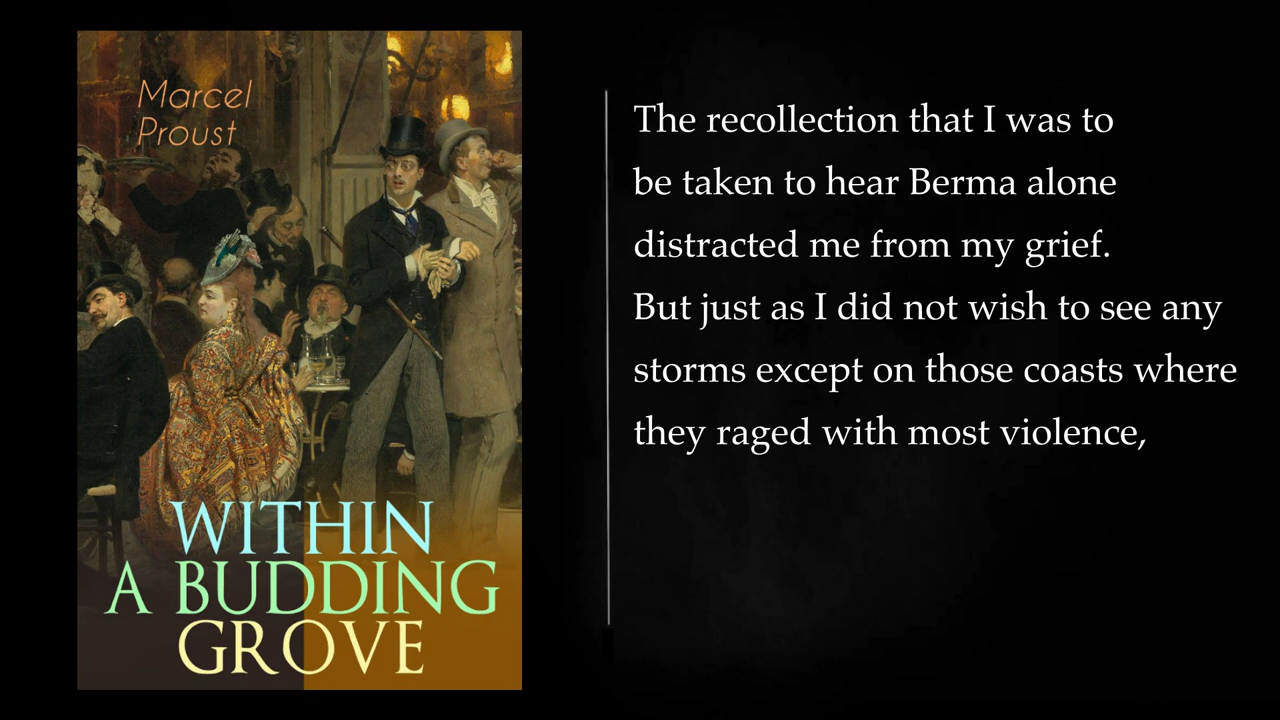 Marcel
Proust
WITHIN
A BUDDING
GROVE
The recollection that I was to
be taken to hear Berma alone
distracted me from my grief.
But just as I did not wish to see any
storms except on those coasts where
they raged with most violence,